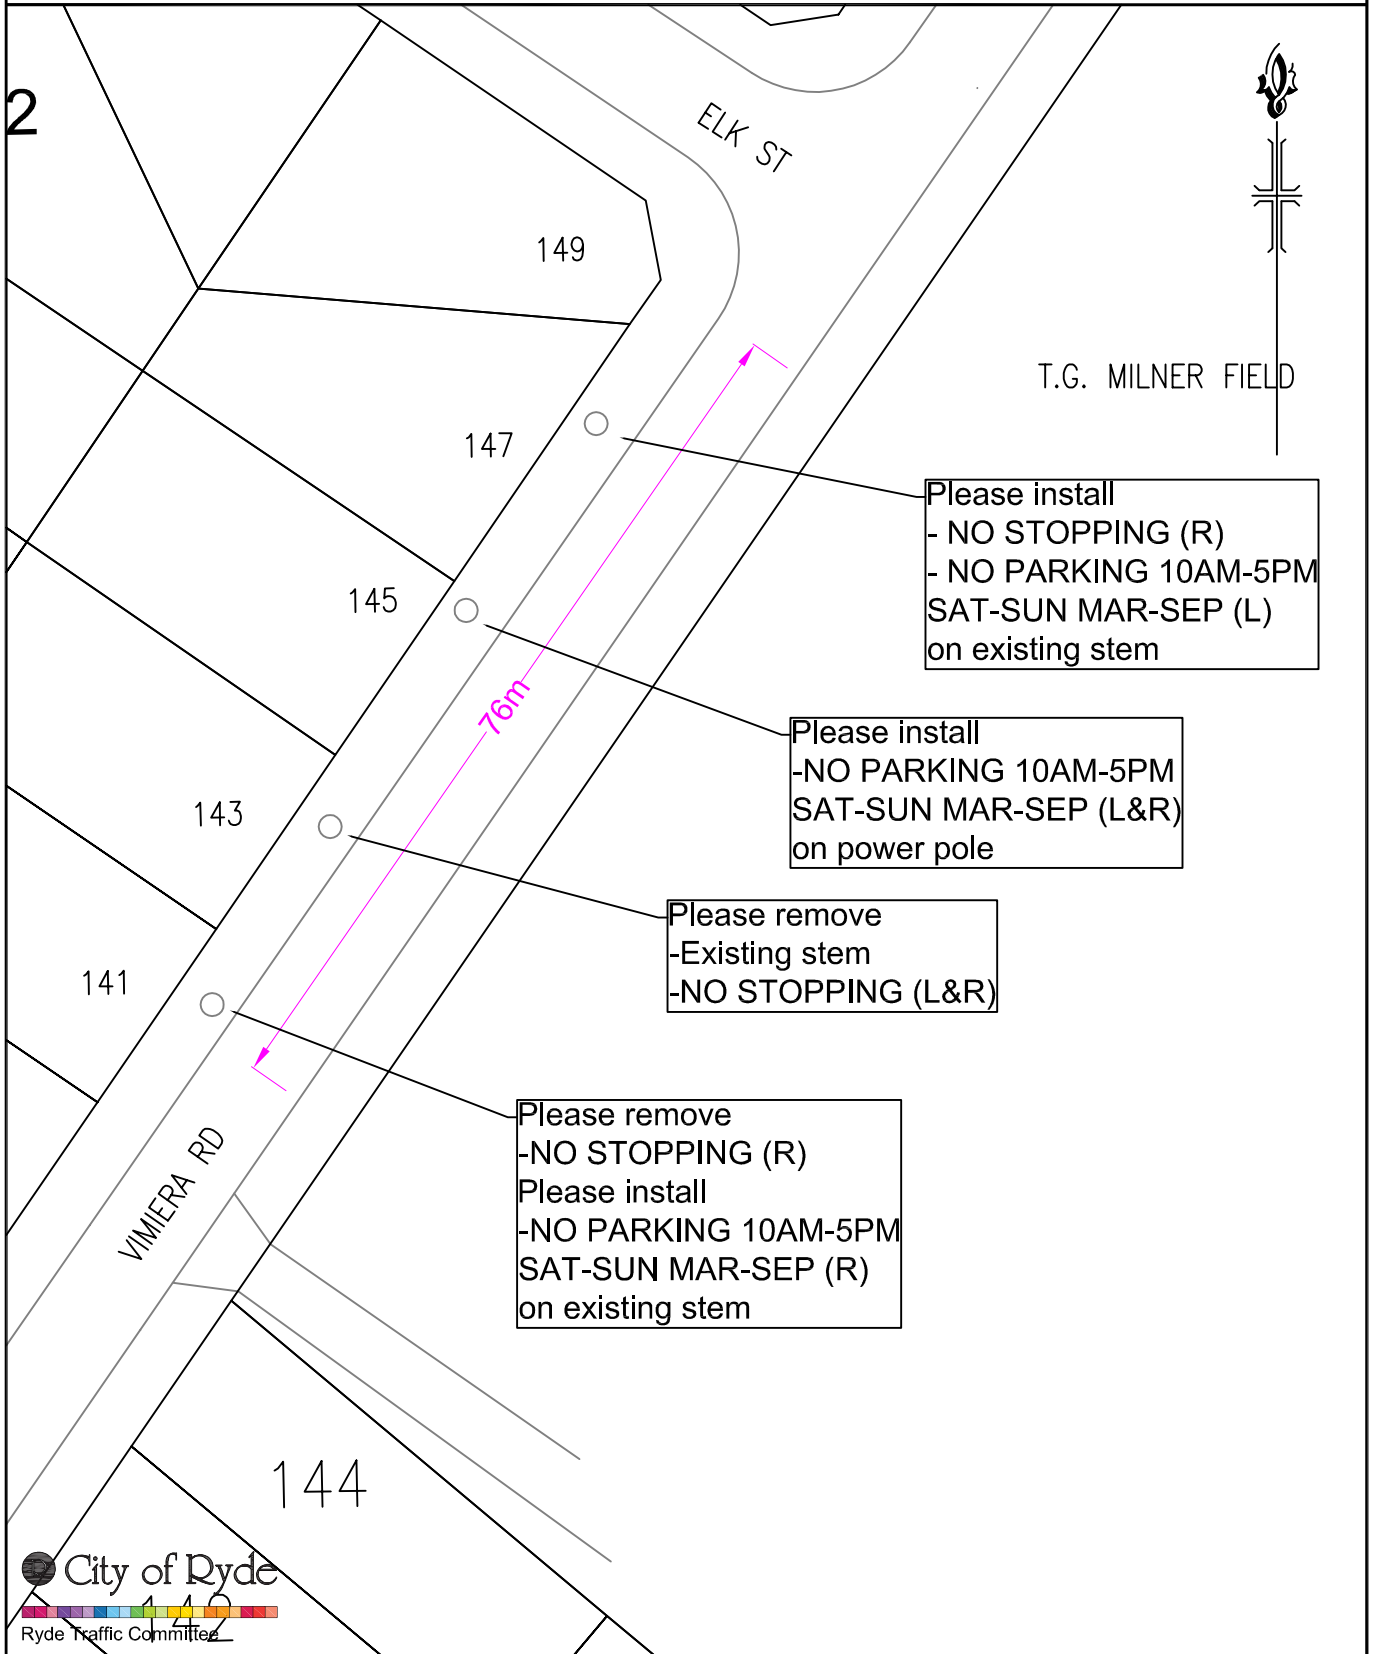 2
ELK ST
149
T.G. MILNER FIELD
147
Please install
- NO STOPPING (R)
- NO PARKING 10AM-5PM
SAT-SUN MAR-SEP (L)
on existing stem
145
76m
Please install
-NO PARKING 10AM-5PM
SAT-SUN MAR-SEP (L&R)
on power pole
143
Please remove
-Existing stem
-NO STOPPING (L&R)
141
Please remove
-NO STOPPING (R)
Please install
-NO PARKING 10AM-5PM
SAT-SUN MAR-SEP (R)
on existing stem
VIMIERA RD
144
City of Ryde
142
Ryde Traffic Committee